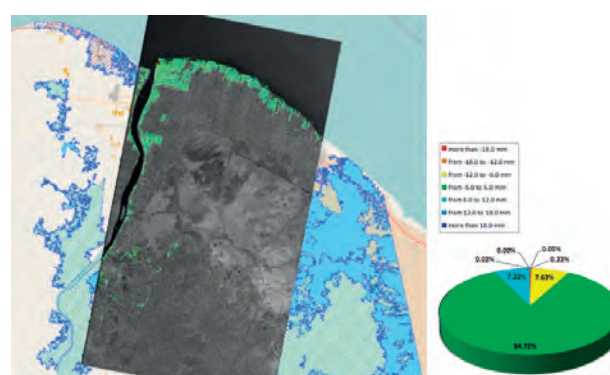 more than -18.0 mm
from -18.0 to -12.0 mm
from -12.0 to -6.0 mm
from -6.0 to 6.0 mm
from 6.0 to 12.0 mm
from 12.0 to 18.0 mm
more than 18.0 mm
0.00%
0.05%
0.03%
0.33%
7.23%
7.63%
84.72%